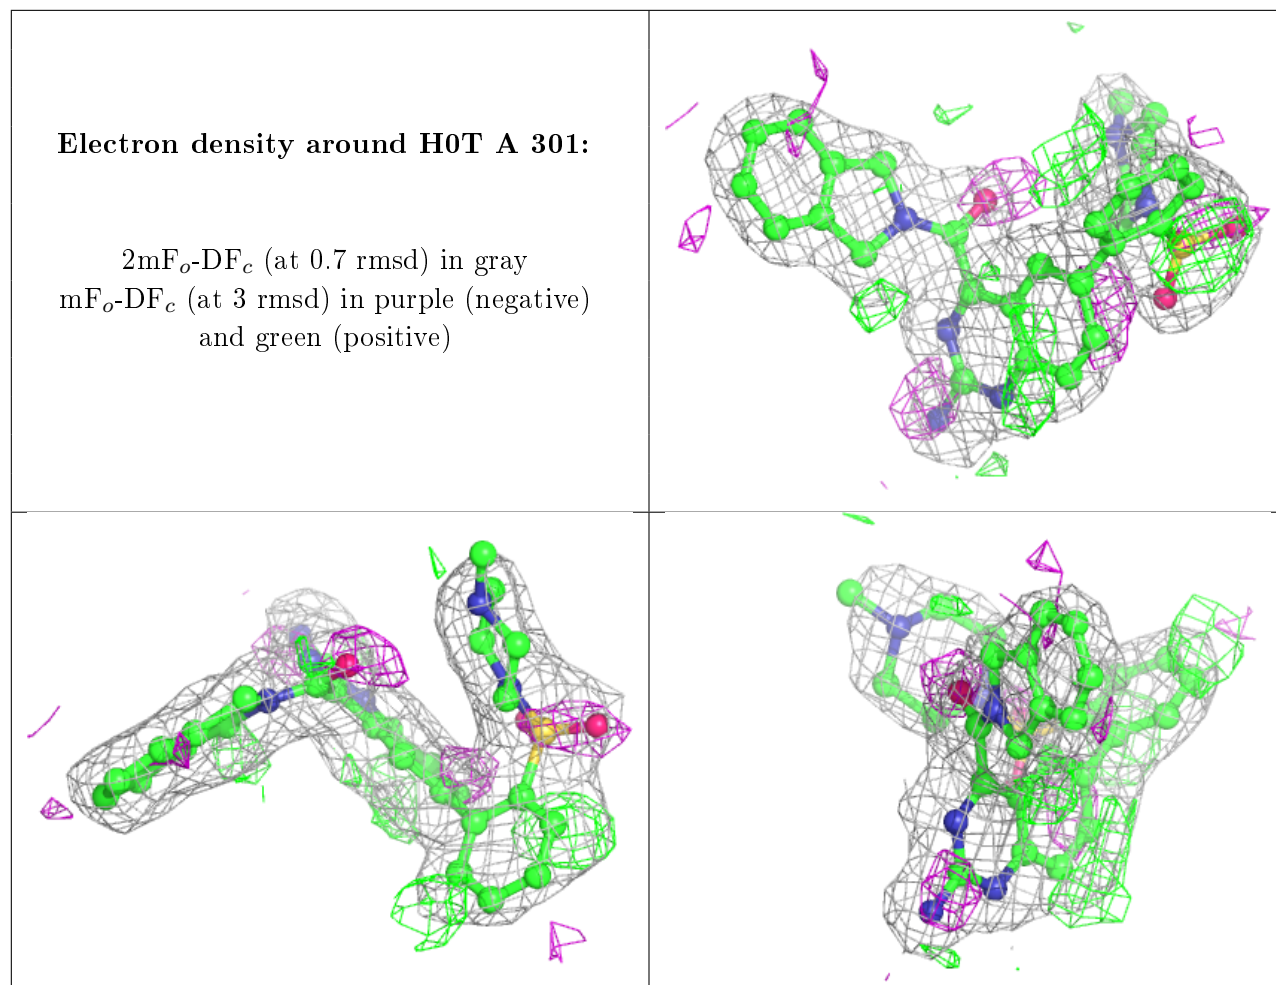 Electron density around H0T A 301:
2mFo-DFc (at 0.7 rmsd) in gray
mFo-DFc (at 3 rmsd) in purple (negative)
and green (positive)